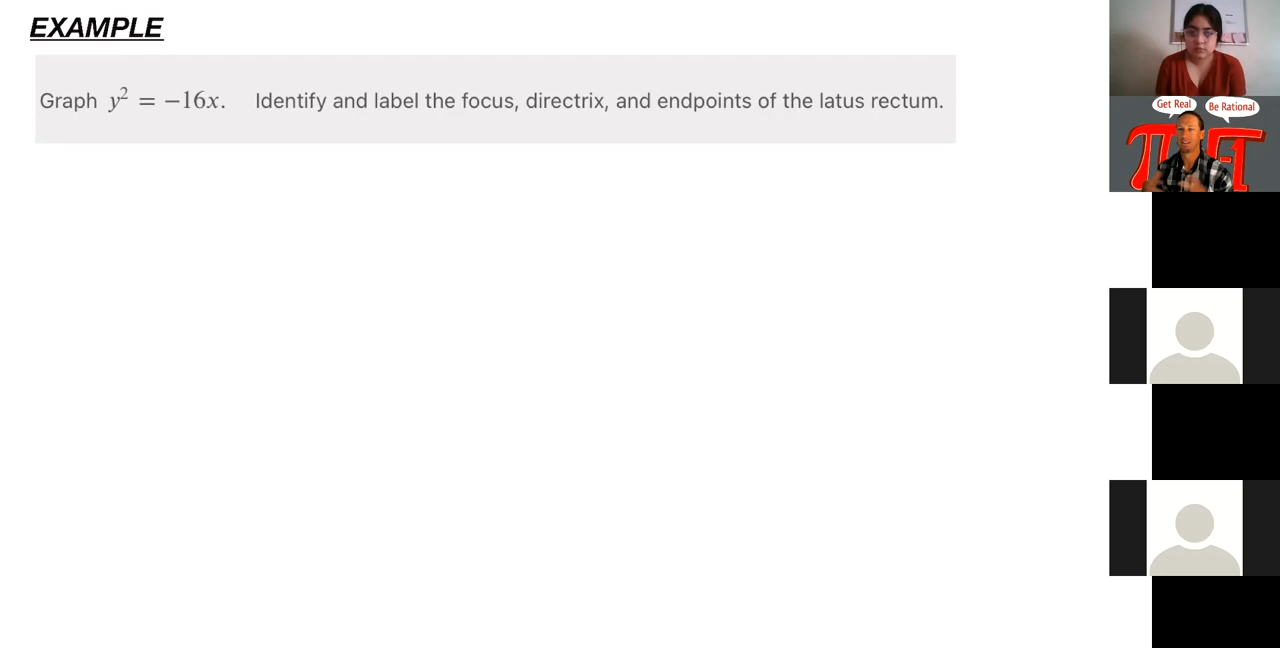 EXAMPLE
Graph y² = −16x. Identify and label the focus, directrix, and endpoints of the latus rectum.
Get Real
Be Rational